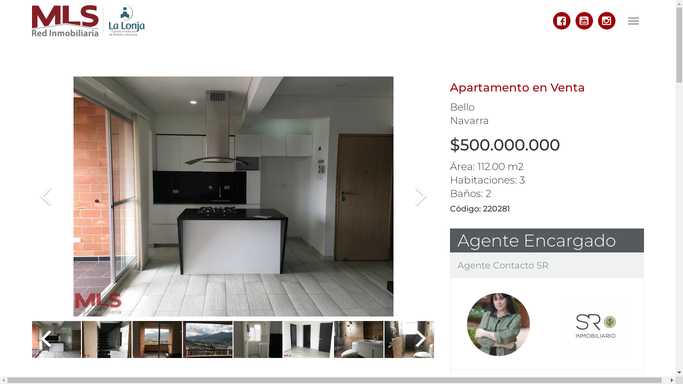 MLS
Red Inmobiliaria
La Lonja
Apartamento en Venta
Bello
Navarra
$500.000.000
Área: 112.00 m2
Habitaciones: 3
Baños: 2
Código: 220281
MLS
Agente Encargado
Agente Contacto SR
SR
INMOBILIARIO